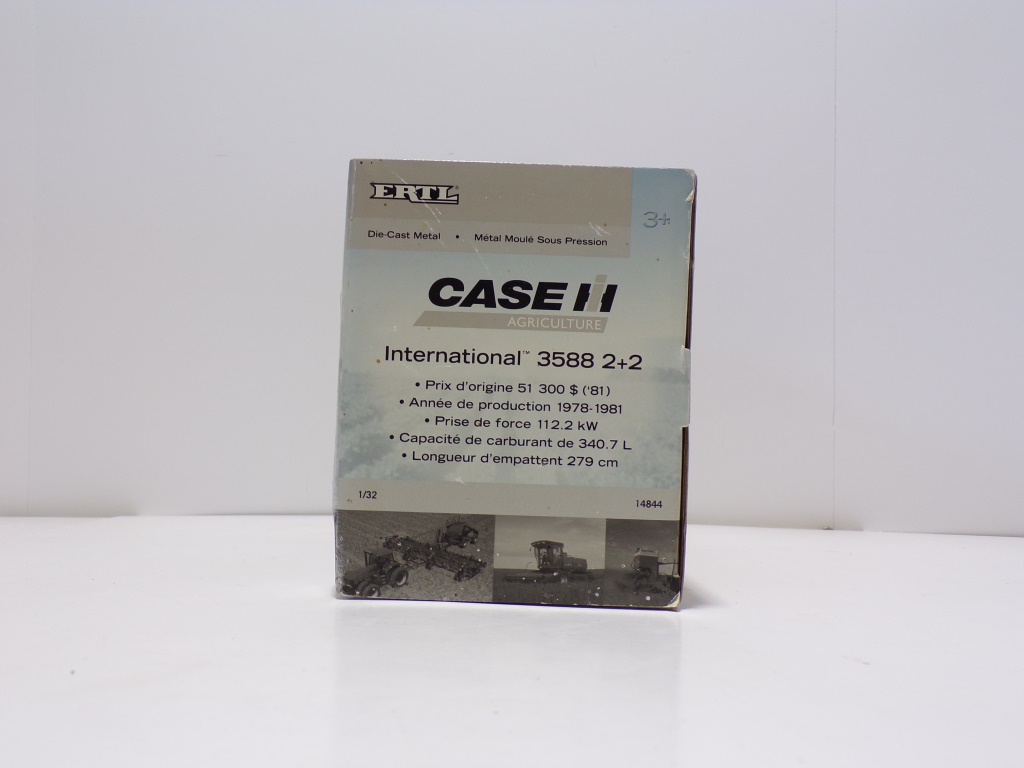 ERTL
3+
Die-Cast Metal • Métal Moulé Sous Pression
CASE IH
AGRICULTURE
International™ 3588 2+2
• Prix d'origine 51 300 $ ('81)
• Année de production 1978-1981
• Prise de force 112.2 kW
• Capacité de carburant de 340.7 L
• Longueur d'empattent 279 cm
1/32
14844